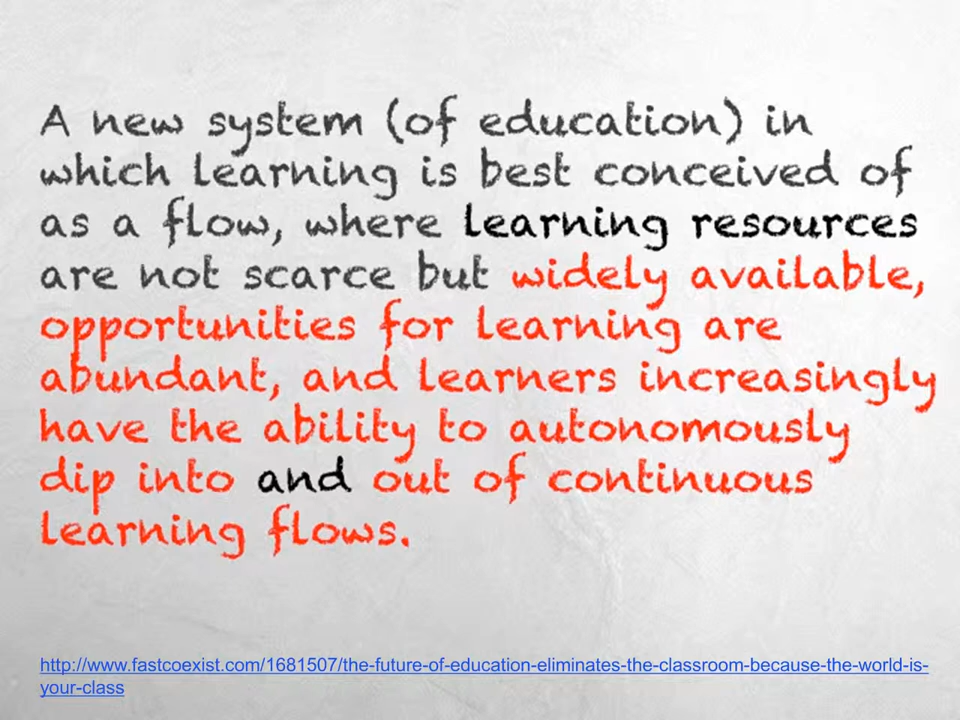 A new system (of education) in
which learning is best conceived of
as a flow, where learning resources
are not scarce but widely available,
opportunities for learning are
abundant, and learners increasingly
have the ability to autonomously
dip into and out of continuous
learning flows.
http://www.fastcoexist.com/1681507/the-future-of-education-eliminates-the-classroom-because-the-world-is-
your-class